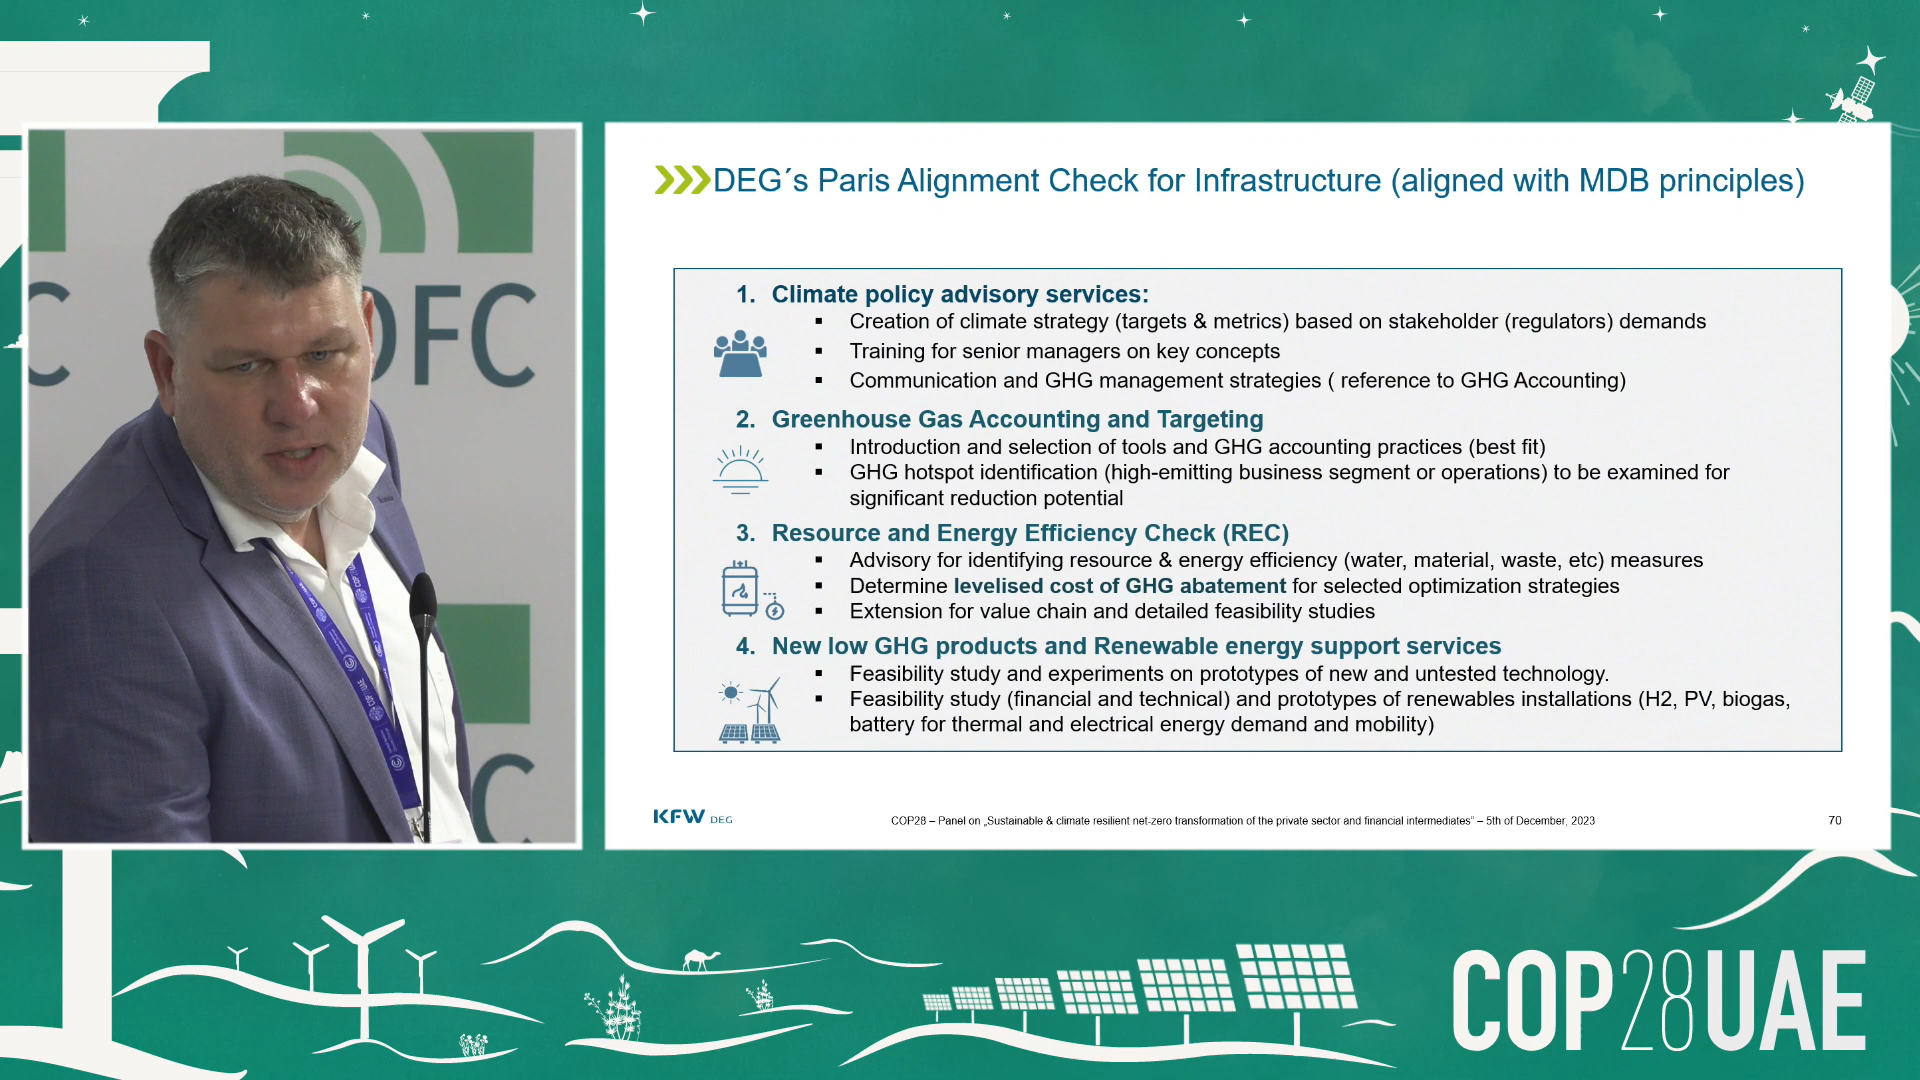 DEG´s Paris Alignment Check for Infrastructure (aligned with MDB principles)
1. Climate policy advisory services:
▪ Creation of climate strategy (targets & metrics) based on stakeholder (regulators) demands
▪ Training for senior managers on key concepts
▪ Communication and GHG management strategies ( reference to GHG Accounting)
2. Greenhouse Gas Accounting and Targeting
▪ Introduction and selection of tools and GHG accounting practices (best fit)
▪ GHG hotspot identification (high-emitting business segment or operations) to be examined for
significant reduction potential
3. Resource and Energy Efficiency Check (REC)
▪ Advisory for identifying resource & energy efficiency (water, material, waste, etc) measures
▪ Determine levelised cost of GHG abatement for selected optimization strategies
▪ Extension for value chain and detailed feasibility studies
4. New low GHG products and Renewable energy support services
▪ Feasibility study and experiments on prototypes of new and untested technology.
▪ Feasibility study (financial and technical) and prototypes of renewables installations (H2, PV, biogas,
battery for thermal and electrical energy demand and mobility)
KFW DEG
COP28 – Panel on „Sustainable & climate resilient net-zero transformation of the private sector and financial intermediates“ – 5th of December, 2023
70
C
DFC
C
COP28UAE